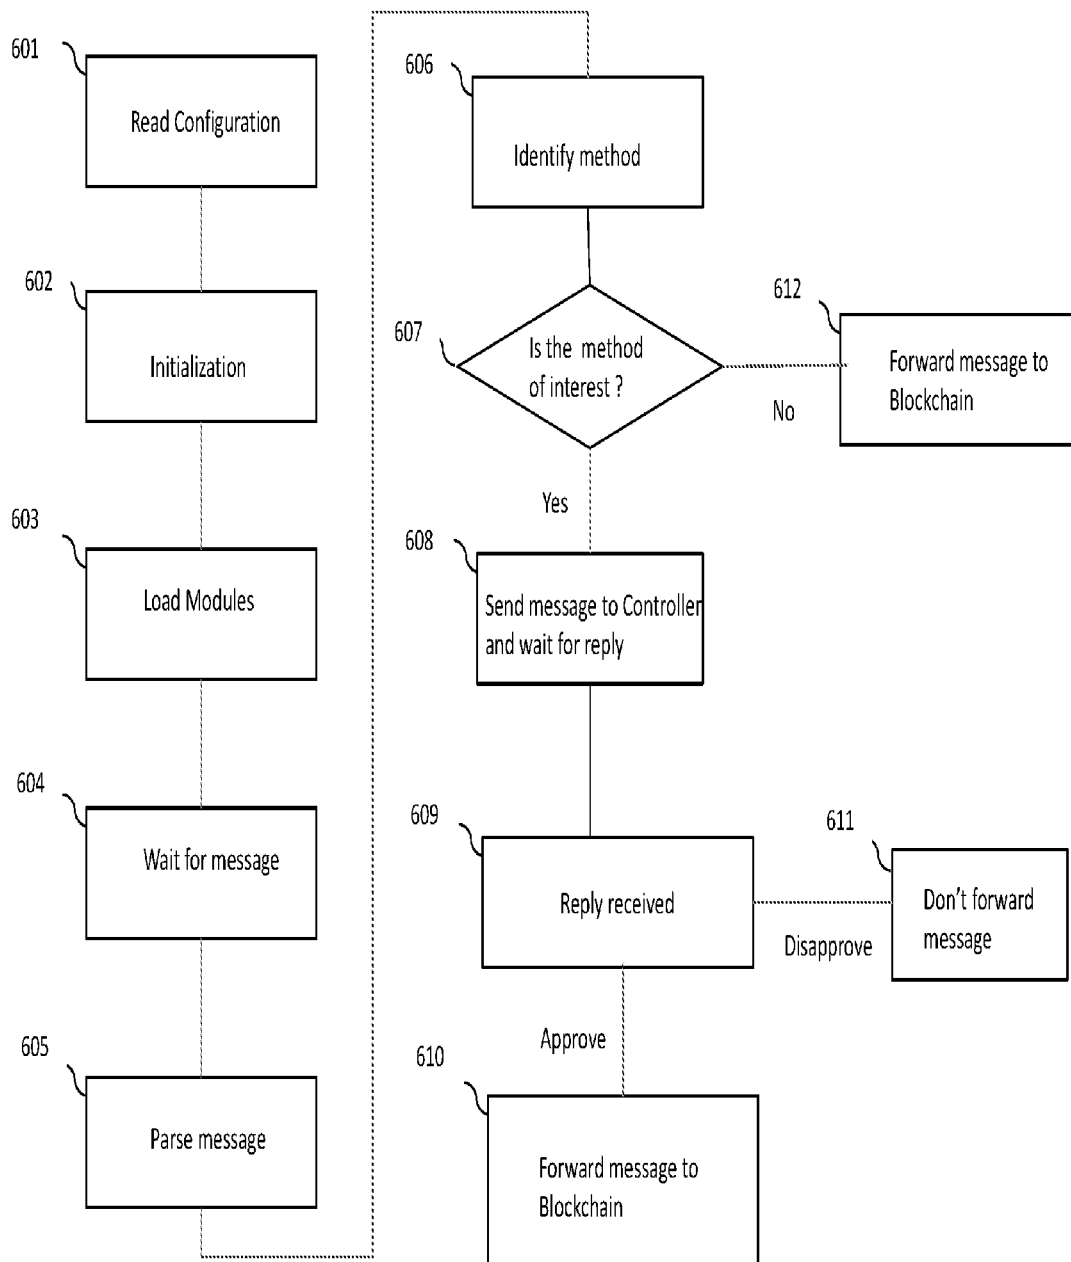 601
Read Configuration
602
Initialization
603
Load Modules
604
Wait for message
605
Parse message
606
Identify method
607
Is the method
of interest ?
No
612
Forward message to
Blockchain
Yes
608
Send message to Controller
and wait for reply
609
Reply received
Disapprove
611
Don't forward
message
Approve
610
Forward message to
Blockchain